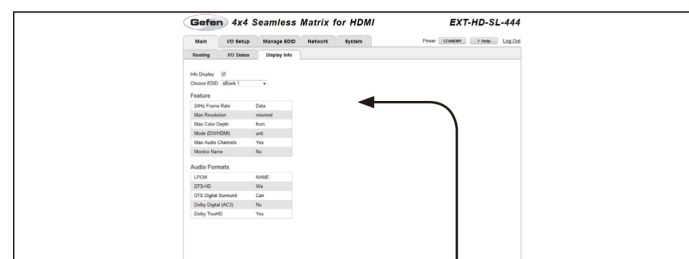 Gefen 4x4 Seamless Matrix for HDMI EXT-HD-SL-444
Main I/O Setup Manage EDID Network System Power STANDBY ? Help Log Out
Routing I/O Status Display Info
Info Display
Choose EDID eBank 1
Feature
24Hz Frame Rate Data
Max Resolution returned
Max Color Depth from
Mode (DVI/HDMI) unit
Max Audio Channels Yes
Monitor Name No
Audio Formats
LPCM NAME
DTS-HD We
DTS Digital Surround Can
Dolby Digital (AC3) No
Dolby TrueHD Yes